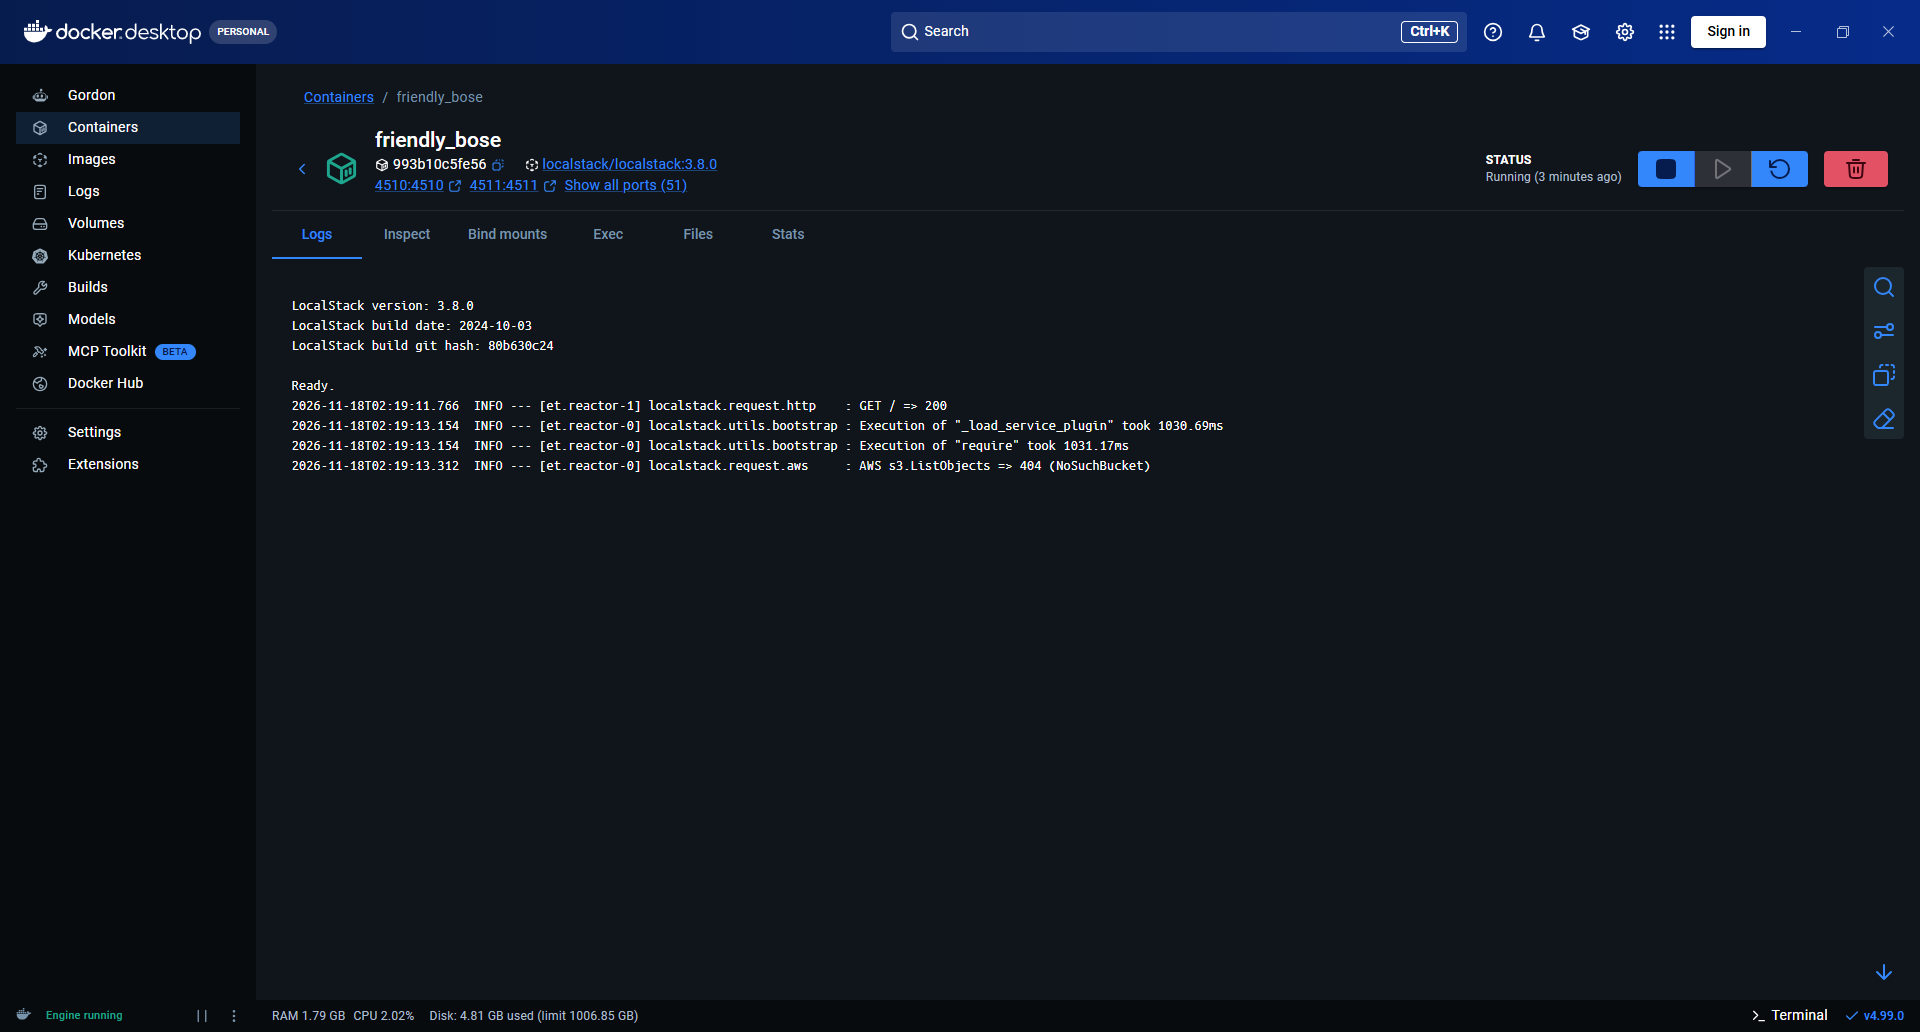 docker.desktop PERSONAL
Search Ctrl+K
Sign in
Gordon
Containers
Images
Logs
Volumes
Kubernetes
Builds
Models
MCP Toolkit BETA
Docker Hub
Settings
Extensions
Containers / friendly_bose
friendly_bose
993b10c5fe56 localstack/localstack:3.8.0
4510:4510 4511:4511 Show all ports (51)
STATUS
Running (3 minutes ago)
Logs Inspect Bind mounts Exec Files Stats
LocalStack version: 3.8.0
LocalStack build date: 2024-10-03
LocalStack build git hash: 80b630c24
Ready.
2026-11-18T02:19:11.766 INFO --- [et.reactor-1] localstack.request.http : GET / => 200
2026-11-18T02:19:13.154 INFO --- [et.reactor-0] localstack.utils.bootstrap : Execution of "_load_service_plugin" took 1030.69ms
2026-11-18T02:19:13.154 INFO --- [et.reactor-0] localstack.utils.bootstrap : Execution of "require" took 1031.17ms
2026-11-18T02:19:13.312 INFO --- [et.reactor-0] localstack.request.aws : AWS s3.ListObjects => 404 (NoSuchBucket)
Engine running
RAM 1.79 GB CPU 2.02% Disk: 4.81 GB used (limit 1006.85 GB)
Terminal v4.99.0